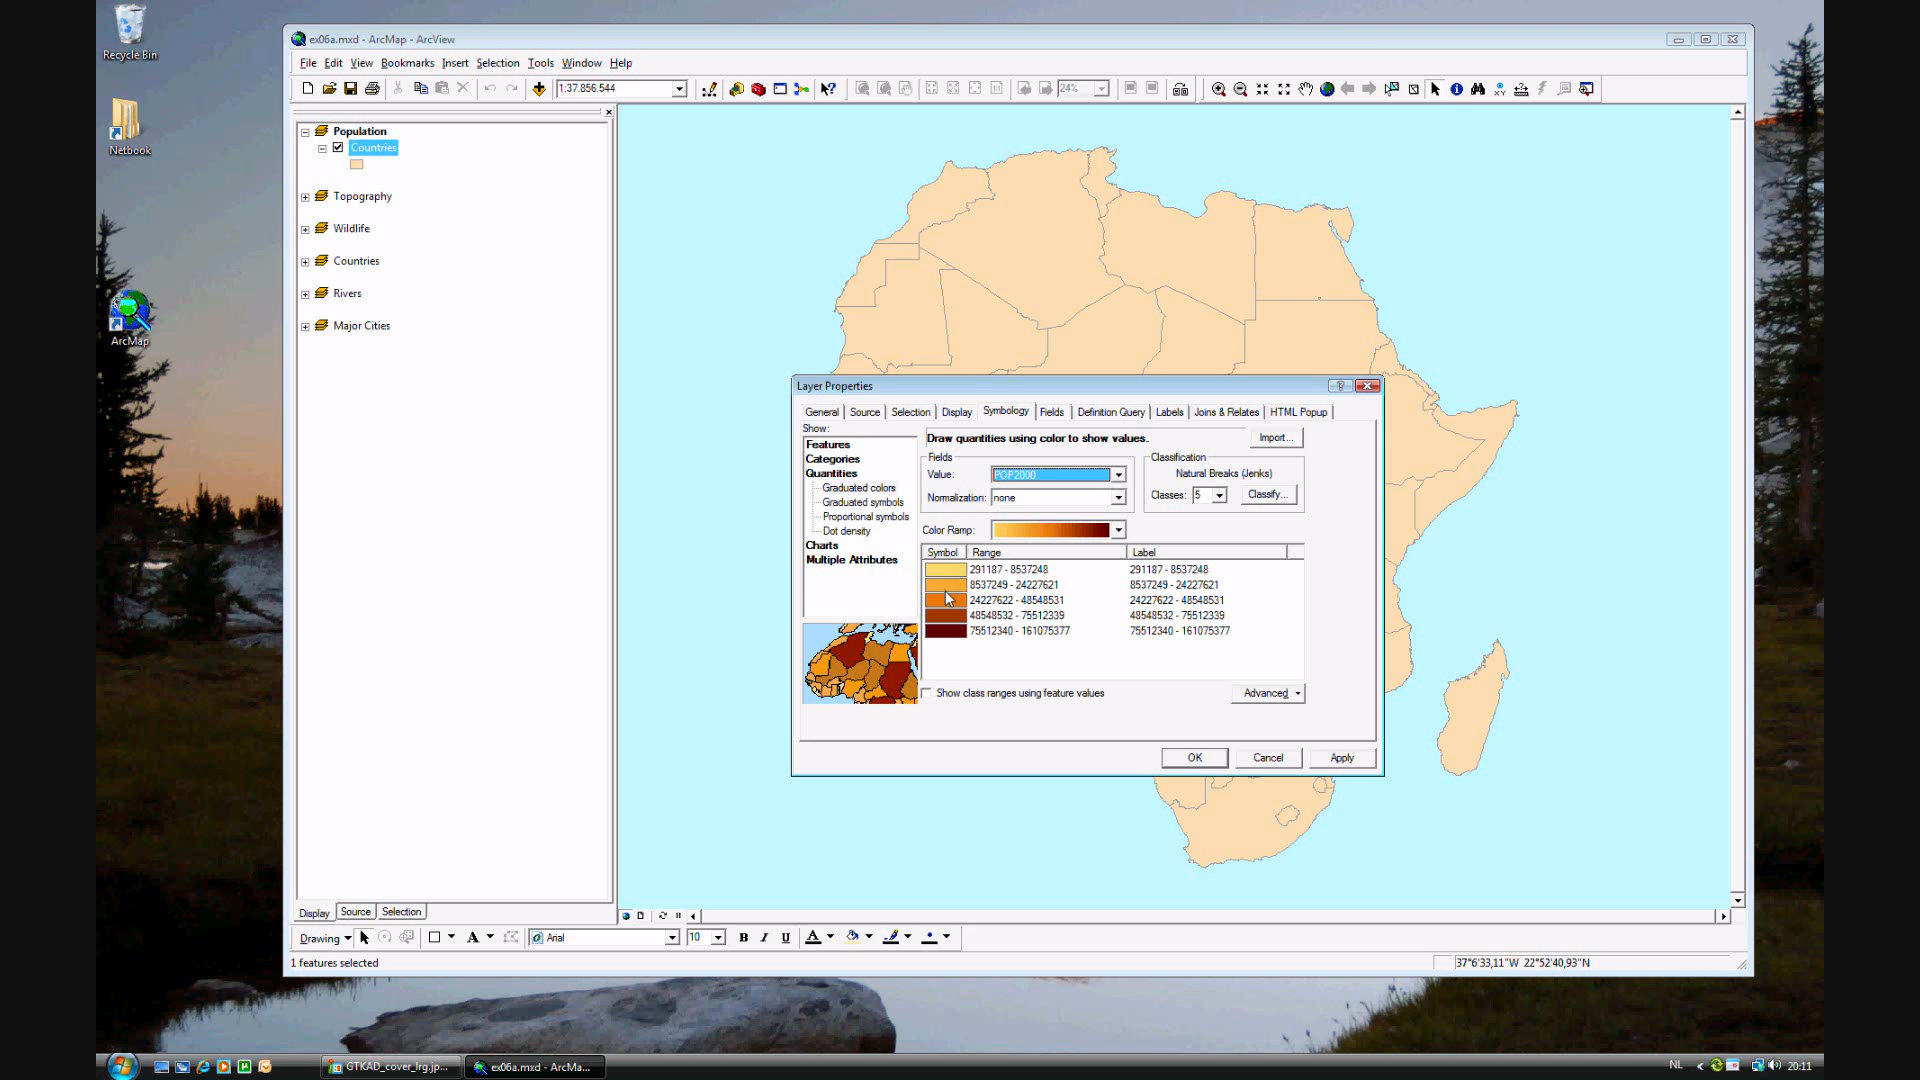 Recycle Bin
Netbook
ArcMap
ex06a.mxd - ArcMap - ArcView
File Edit View Bookmarks Insert Selection Tools Window Help
1:37.856.544
24%
Population
Countries
Topography
Wildlife
Countries
Rivers
Major Cities
Layer Properties
General Source Selection Display Symbology Fields Definition Query Labels Joins & Relates HTML Popup
Show:
Features
Categories
Quantities
Graduated colors
Graduated symbols
Proportional symbols
Dot density
Charts
Multiple Attributes
Draw quantities using color to show values.
Import...
Fields
Value: POP2000
Normalization: none
Classification
Natural Breaks (Jenks)
Classes: 5 Classify...
Color Ramp:
Symbol Range Label
291187 - 8537248 291187 - 8537248
8537249 - 24227621 8537249 - 24227621
24227622 - 48548531 24227622 - 48548531
48548532 - 75512339 48548532 - 75512339
75512340 - 161075377 75512340 - 161075377
Show class ranges using feature values
Advanced
OK Cancel Apply
Display Source Selection
Drawing A Arial 10 B I U A
1 features selected
37°6'33,11"W 22°52'40,93"N
GTKAD_cover_lrg.jp...
ex06a.mxd - ArcMa...
NL
20:11